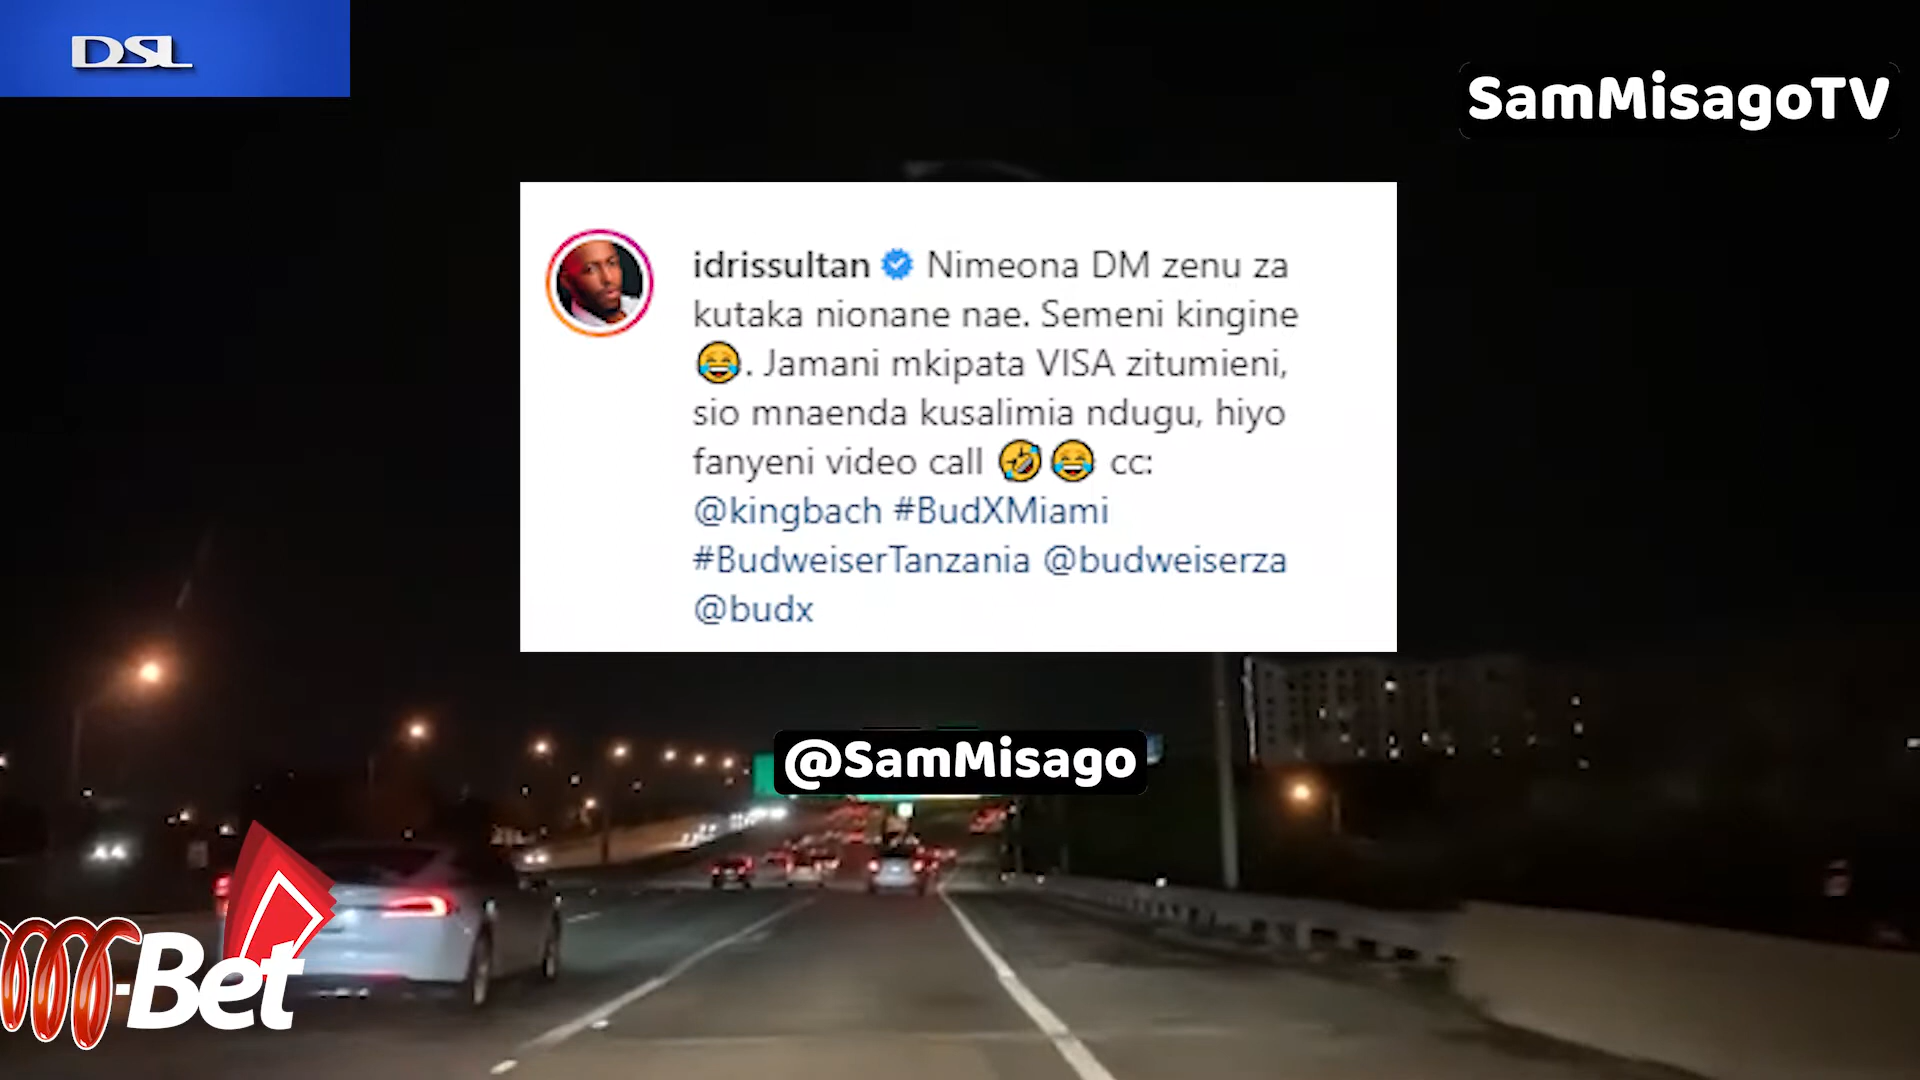 DSL
SamMisagoTV
idrissultan Nimeona DM zenu za
kutaka nionane nae. Semeni kingine
😂. Jamani mkipata VISA zitumieni,
sio mnaenda kusalimia ndugu, hiyo
fanyeni video call 🤣😂 cc:
@kingbach #BudXMiami
#BudweiserTanzania @budweiserza
@budx
@SamMisago
M-Bet